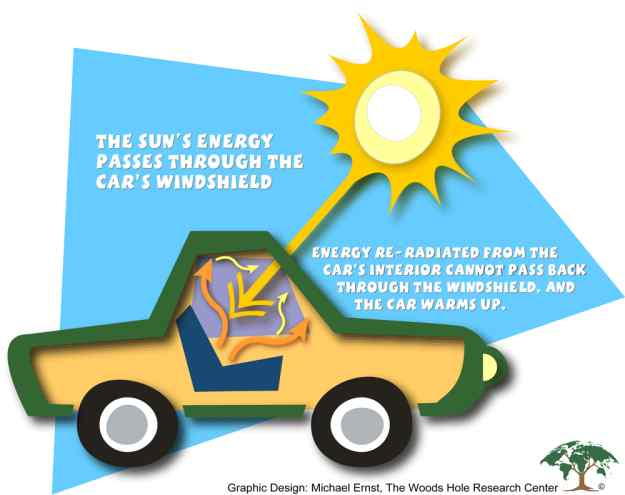 THE SUN'S ENERGY
PASSES THROUGH THE
CAR'S WINDSHIELD
ENERGY RE-RADIATED FROM THE
CAR'S INTERIOR CANNOT PASS BACK
THROUGH THE WINDSHIELD, AND
THE CAR WARMS UP.
Graphic Design: Michael Ernst, The Woods Hole Research Center
©